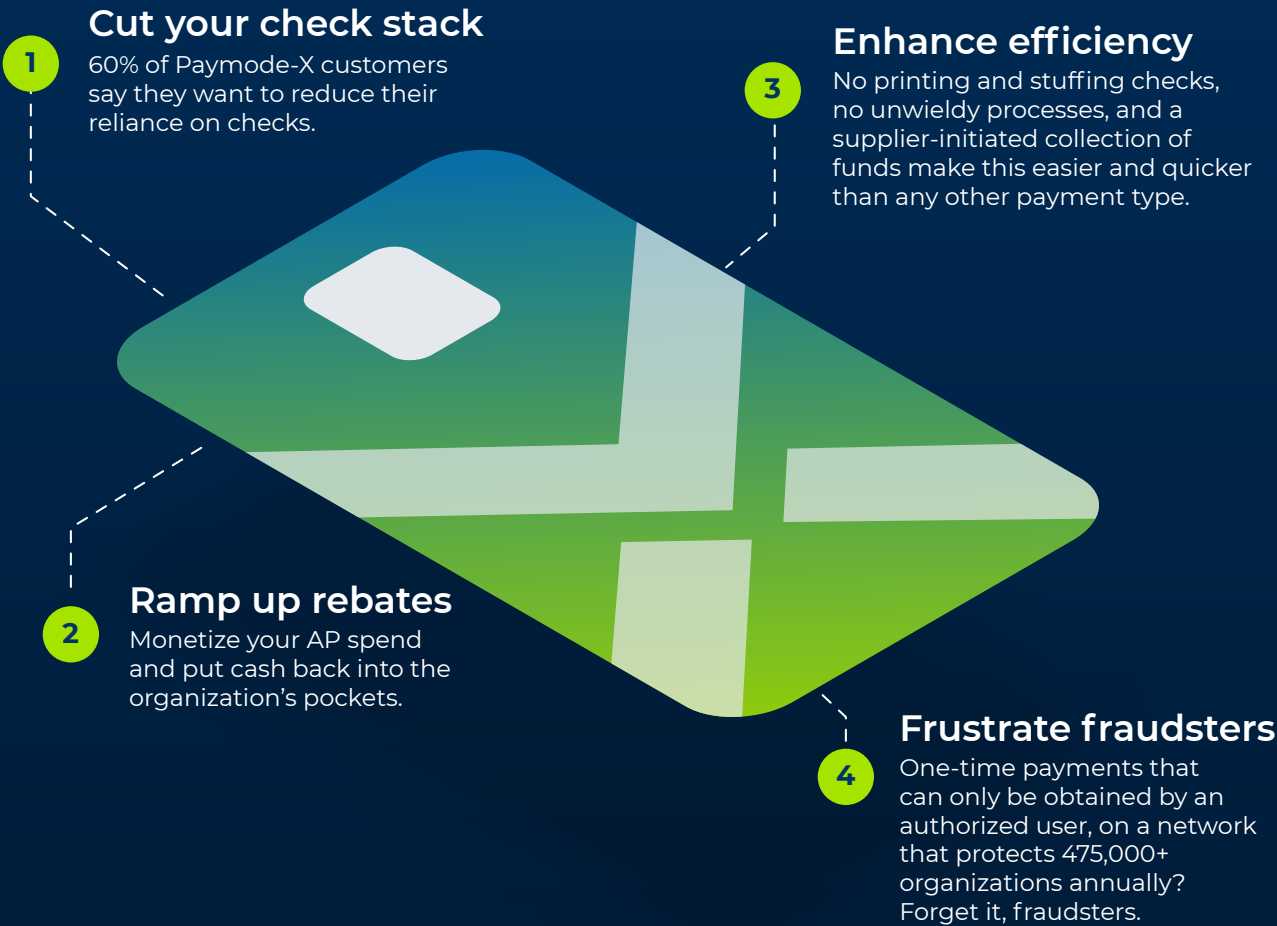 1
Cut your check stack
60% of Paymode-X customers
say they want to reduce their
reliance on checks.
2
Ramp up rebates
Monetize your AP spend
and put cash back into the
organization’s pockets.
3
Enhance efficiency
No printing and stuffing checks,
no unwieldy processes, and a
supplier-initiated collection of
funds make this easier and quicker
than any other payment type.
4
Frustrate fraudsters
One-time payments that
can only be obtained by an
authorized user, on a network
that protects 475,000+
organizations annually?
Forget it, fraudsters.